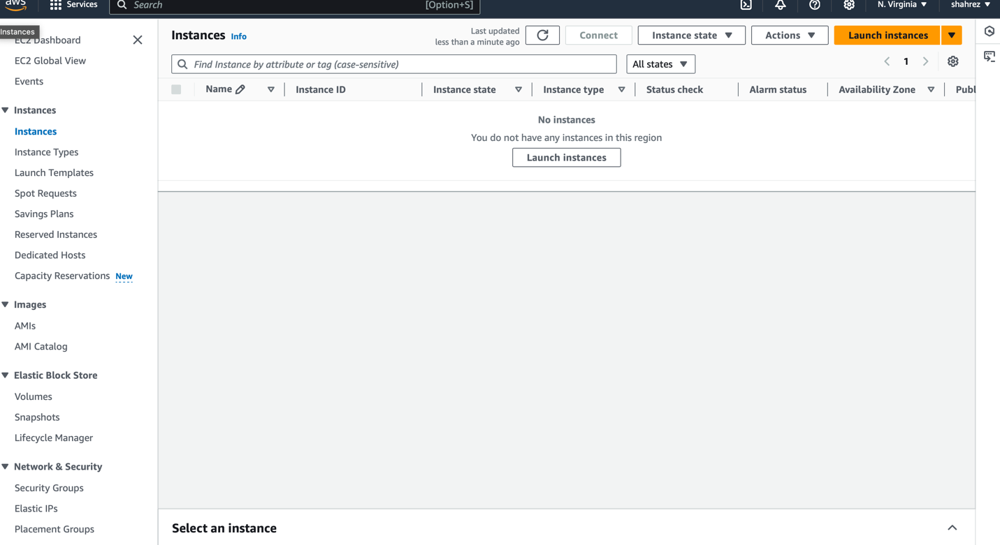 aws
Services
Search
[Option+S]
N. Virginia
shahrez
Instances
EC2 Dashboard
EC2 Global View
Events
Instances
Instances
Instance Types
Launch Templates
Spot Requests
Savings Plans
Reserved Instances
Dedicated Hosts
Capacity Reservations New
Images
AMIs
AMI Catalog
Elastic Block Store
Volumes
Snapshots
Lifecycle Manager
Network & Security
Security Groups
Elastic IPs
Placement Groups
Instances Info
Last updated
less than a minute ago
Connect
Instance state
Actions
Launch instances
Find Instance by attribute or tag (case-sensitive)
All states
1
Name
Instance ID
Instance state
Instance type
Status check
Alarm status
Availability Zone
Publ
No instances
You do not have any instances in this region
Launch instances
Select an instance